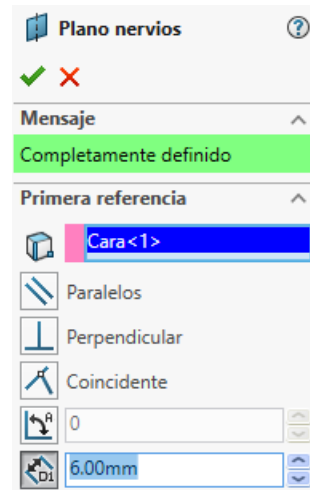 Plano nervios
Mensaje
Completamente definido
Primera referencia
Cara<1>
Paralelos
Perpendicular
Coincidente
0
6.00mm